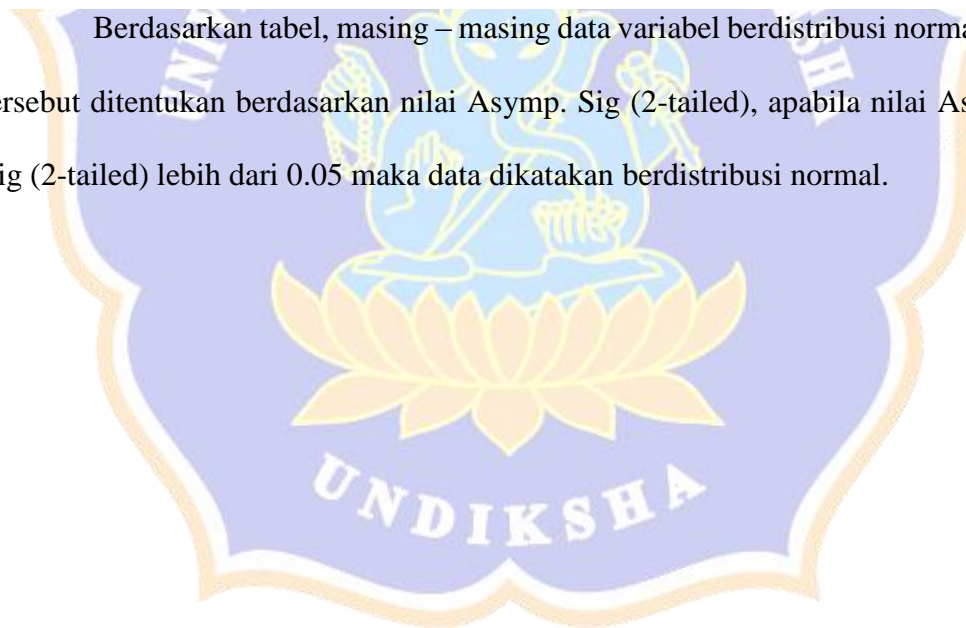 Berdasarkan tabel, masing – masing data variabel berdistribusi norma
ersebut ditentukan berdasarkan nilai Asymp. Sig (2-tailed), apabila nilai As
ig (2-tailed) lebih dari 0.05 maka data dikatakan berdistribusi normal.
UNDIKSHA